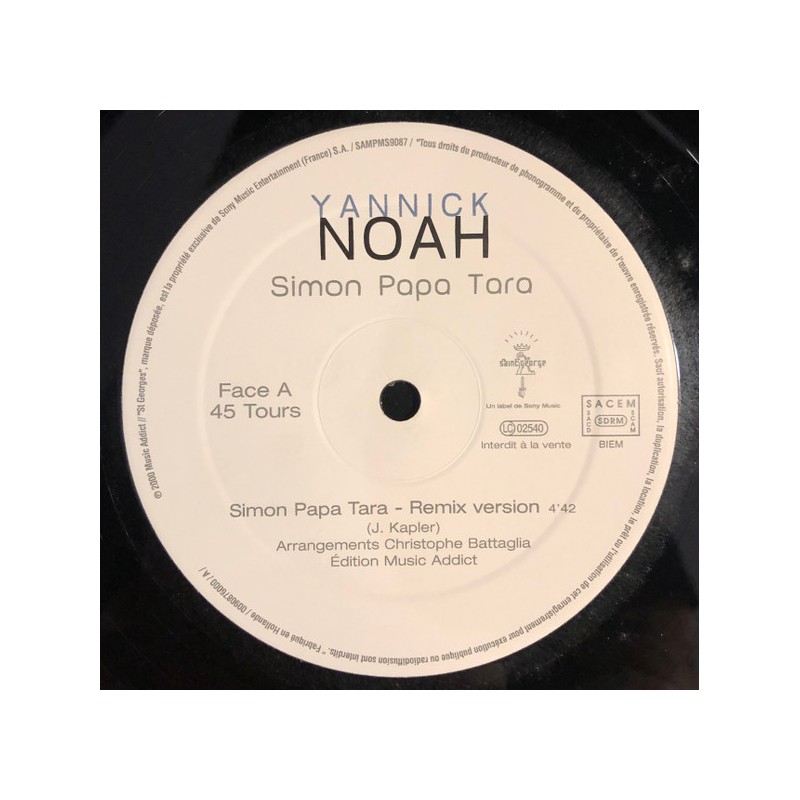 YANNICK
NOAH
Simon Papa Tara
Face A
45 Tours
Saint George
Un label de Sony Music
LC 02540
Interdit à la vente
SACEM
SACD
SDRM
SCAM
BIEM
Simon Papa Tara - Remix version 4'42
(J. Kapler)
Arrangements Christophe Battaglia
Édition Music Addict
℗ 2000 Music Addict // "St Georges", marque déposée, est la propriété exclusive de Sony Music Entertainment (France) S.A. / SAMPMS9087 / "Tous droits du producteur de phonogramme et du propriétaire de l'œuvre enregistrée réservés. Sauf autorisation, la duplication, la location, le prêt ou l'utilisation de cet enregistrement pour exécution publique ou radiodiffusion sont interdits." Fabriqué en Hollande / 0090876000 / A /